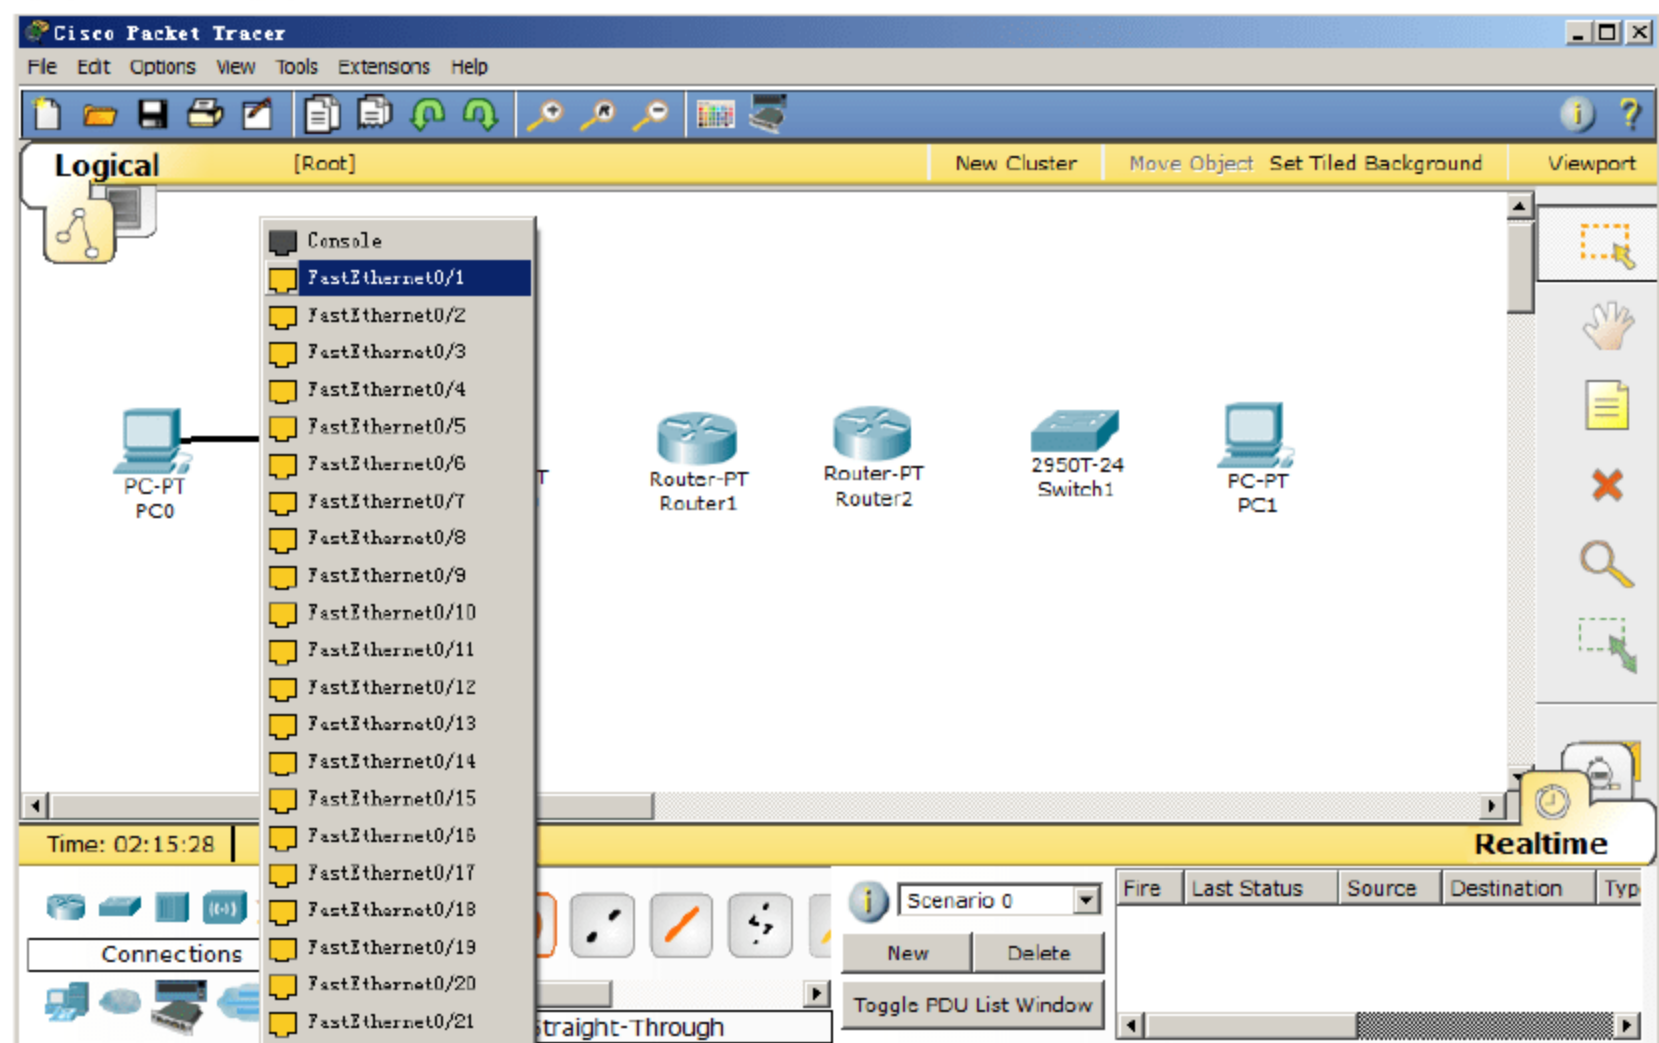 Cisco Packet Tracer
File Edit Options View Tools Extensions Help
Logical [Root] New Cluster Move Object Set Tiled Background Viewport
Console
FastEthernet0/1
FastEthernet0/2
FastEthernet0/3
FastEthernet0/4
FastEthernet0/5
FastEthernet0/6
FastEthernet0/7
FastEthernet0/8
FastEthernet0/9
FastEthernet0/10
FastEthernet0/11
FastEthernet0/12
FastEthernet0/13
FastEthernet0/14
FastEthernet0/15
FastEthernet0/16
FastEthernet0/17
FastEthernet0/18
FastEthernet0/19
FastEthernet0/20
FastEthernet0/21
PC-PT
PC0
T
Router-PT
Router1
Router-PT
Router2
2950T-24
Switch1
PC-PT
PC1
Time: 02:15:28 Realtime
Connections
traight-Through
Scenario 0
New Delete
Toggle PDU List Window
Fire Last Status Source Destination Typ